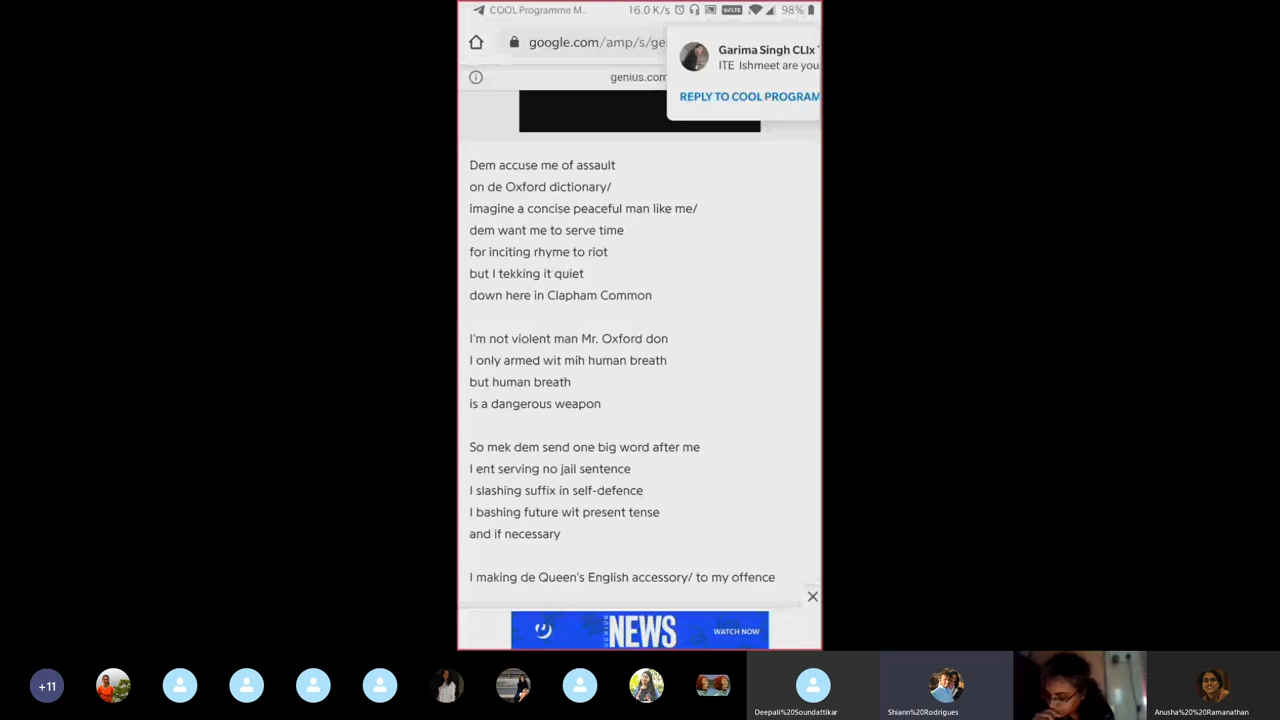 COOL Programme M..
16.0 K/s
VoLTE
98%
google.com/amp/s/ge
genius.com
Garima Singh CLIx
ITE Ishmeet are you
REPLY TO COOL PROGRAM
Dem accuse me of assault
on de Oxford dictionary/
imagine a concise peaceful man like me/
dem want me to serve time
for inciting rhyme to riot
but I tekking it quiet
down here in Clapham Common
I'm not violent man Mr. Oxford don
I only armed wit mih human breath
but human breath
is a dangerous weapon
So mek dem send one big word after me
I ent serving no jail sentence
I slashing suffix in self-defence
I bashing future wit present tense
and if necessary
I making de Queen's English accessory/ to my offence
GENIUS NEWS
WATCH NOW
+11
Deepali%20Soundattikar
Shiann%20Rodrigues
Anusha%20%20Ramanathan